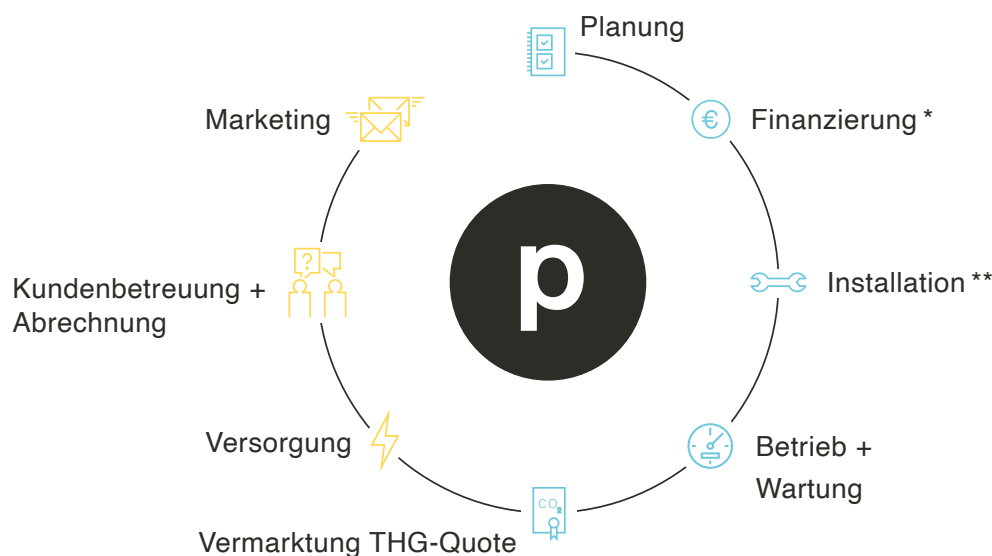 Planung
Finanzierung *
Installation **
Betrieb +
Wartung
CO2
Vermarktung THG-Quote
Versorgung
Kundenbetreuung +
Abrechnung
?
Marketing
€
p